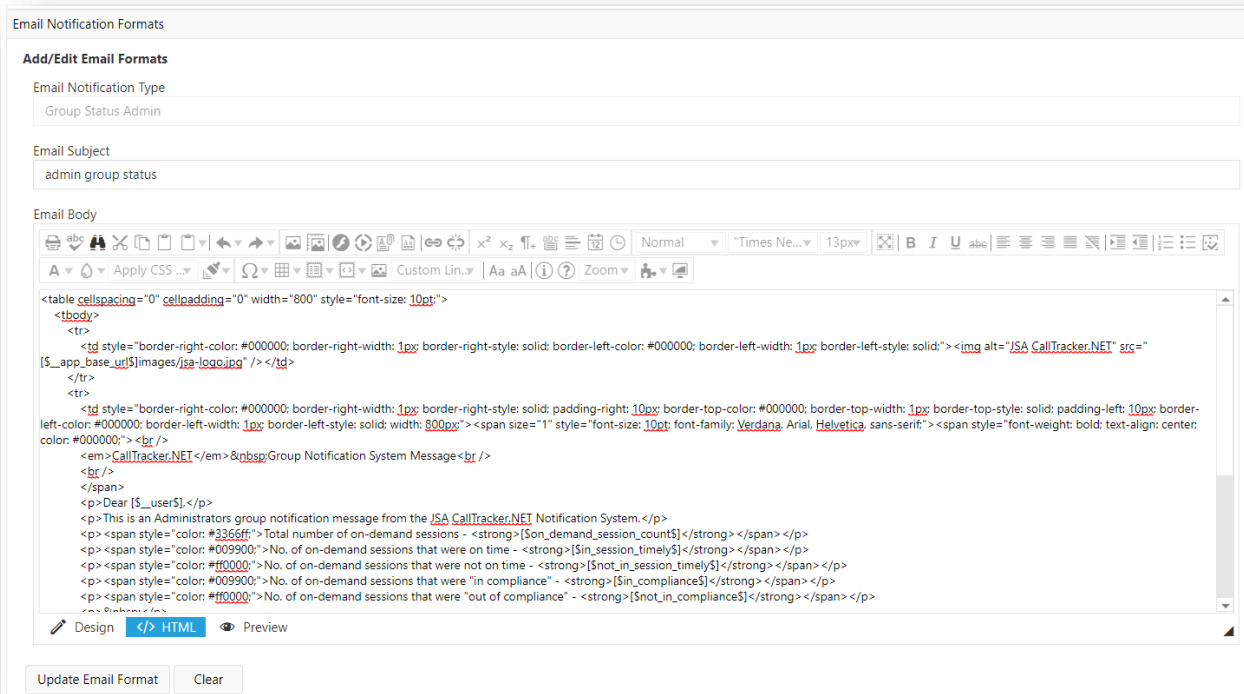 Email Notification Formats
Add/Edit Email Formats
Email Notification Type
Group Status Admin
Email Subject
admin group status
Email Body
abc Normal "Times Ne... 13px B I U abc
A Apply CSS ... Ω Custom Lin... Aa aA Zoom
<table cellspacing="0" cellpadding="0" width="800" style="font-size: 10pt;">
<tbody>
<tr>
<td style="border-right-color: #000000; border-right-width: 1px; border-right-style: solid; border-left-color: #000000; border-left-width: 1px; border-left-style: solid;"><img alt="JSA CallTracker.NET" src="
[$__app_base_url$]images/jsa-logo.jpg" /></td>
</tr>
<tr>
<td style="border-right-color: #000000; border-right-width: 1px; border-right-style: solid; padding-right: 10px; border-top-color: #000000; border-top-width: 1px; border-top-style: solid; padding-left: 10px; border-
left-color: #000000; border-left-width: 1px; border-left-style: solid; width: 800px;"><span size="1" style="font-size: 10pt; font-family: Verdana, Arial, Helvetica, sans-serif;"><span style="font-weight: bold; text-align: center;
color: #000000;"><br />
<em>CallTracker.NET</em>&nbsp;Group Notification System Message<br />
<br />
</span>
<p>Dear [$__user$],</p>
<p>This is an Administrators group notification message from the JSA CallTracker.NET Notification System.</p>
<p><span style="color: #3366ff;">Total number of on-demand sessions - <strong>[$on_demand_session_count$]</strong></span></p>
<p><span style="color: #009900;">No. of on-demand sessions that were on time - <strong>[$in_session_timely$]</strong></span></p>
<p><span style="color: #ff0000;">No. of on-demand sessions that were not on time - <strong>[$not_in_session_timely$]</strong></span></p>
<p><span style="color: #009900;">No. of on-demand sessions that were "in compliance" - <strong>[$in_compliance$]</strong></span></p>
<p><span style="color: #ff0000;">No. of on-demand sessions that were "out of compliance" - <strong>[$not_in_compliance$]</strong></span></p>
<p>&nbsp;</p>
Design </> HTML Preview
Update Email Format Clear